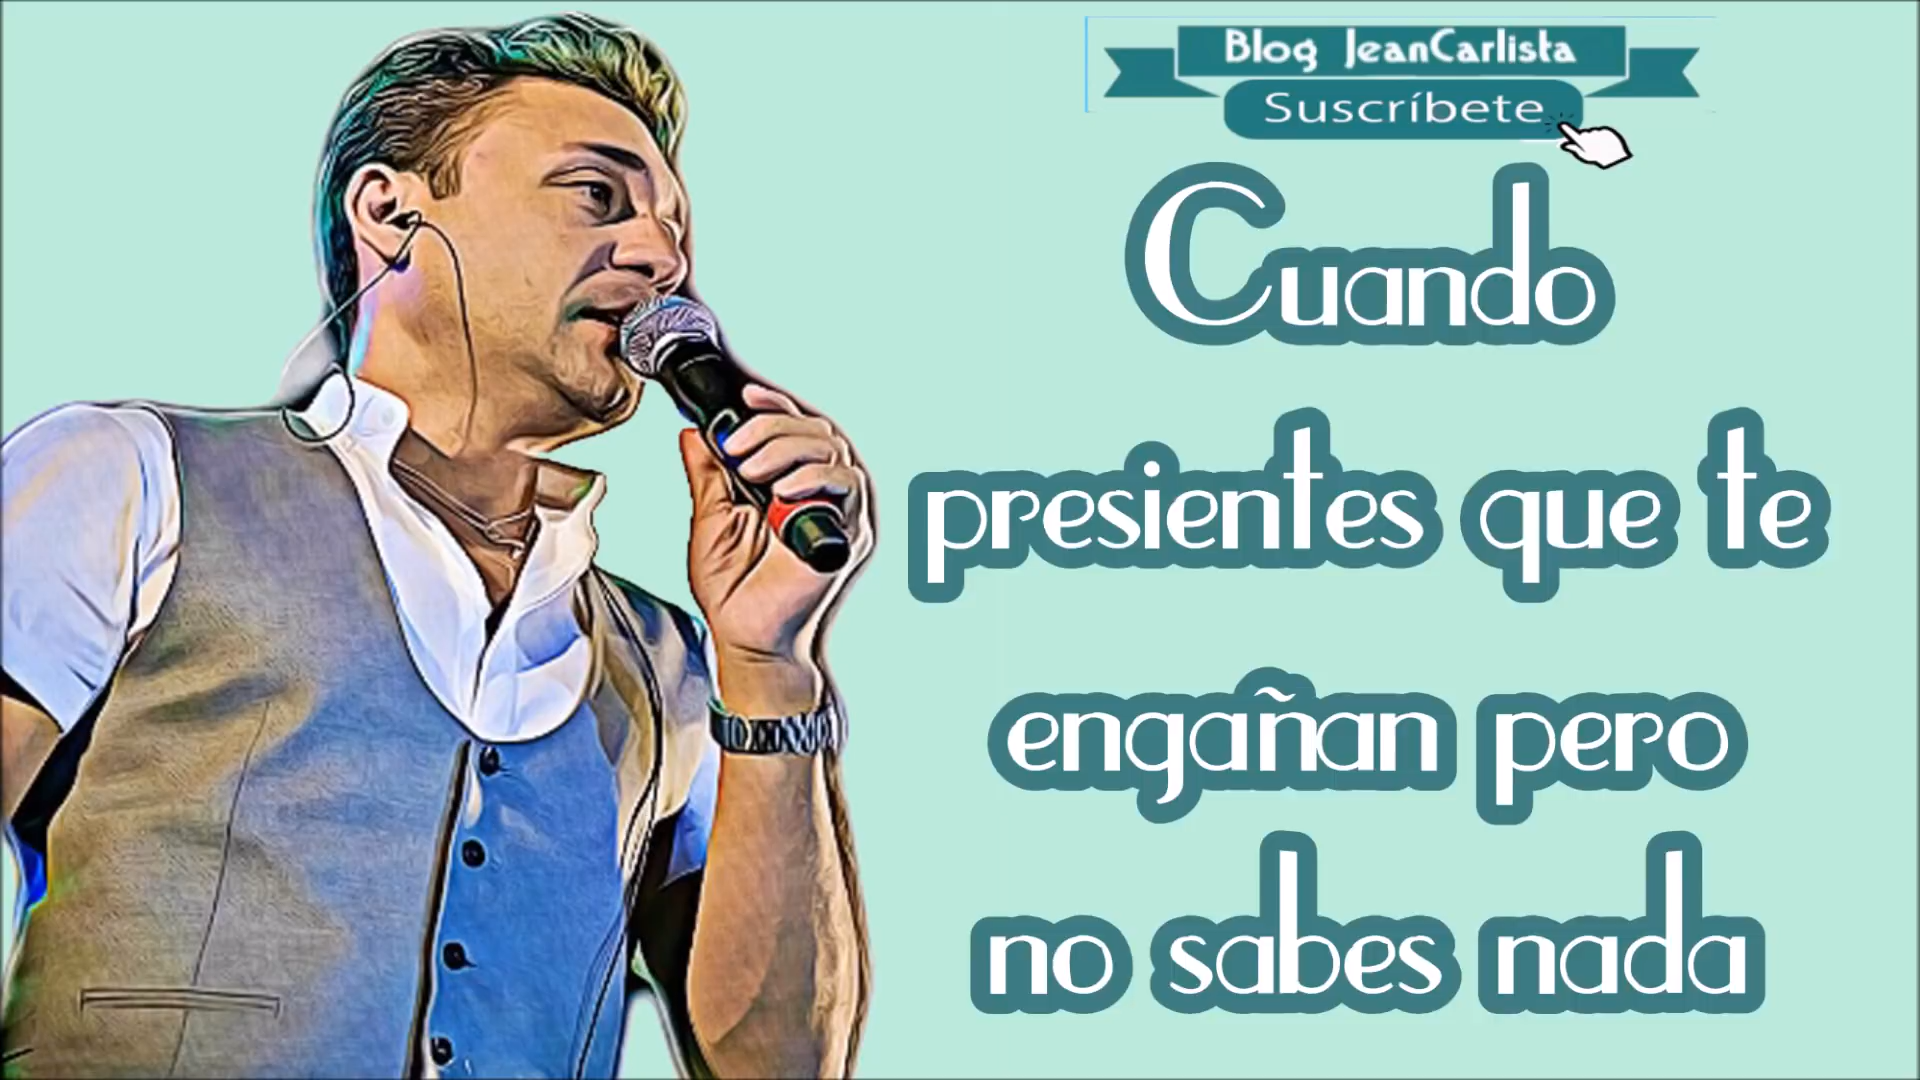 Blog JeanCarlista
Suscríbete
Cuando
presientes que te
engañan pero
no sabes nada